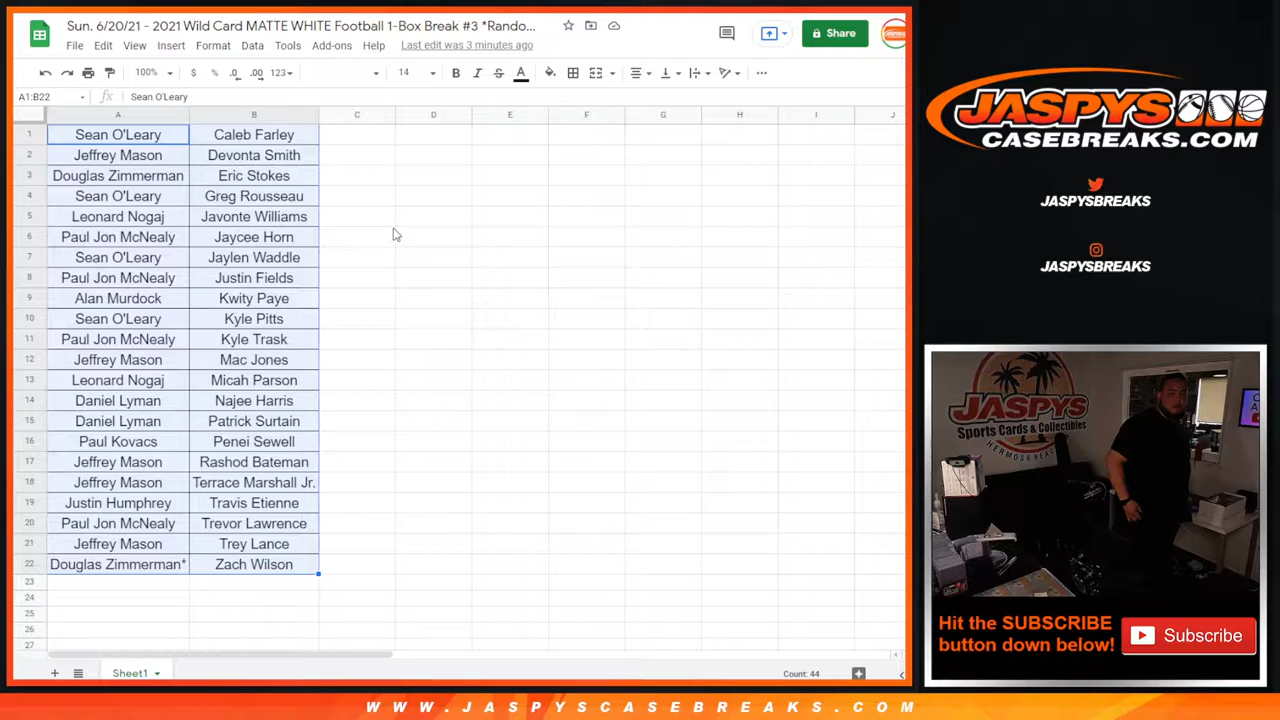 Sun. 6/20/21 - 2021 Wild Card MATTE WHITE Football 1-Box Break #3 *Rando...
File Edit View Insert Format Data Tools Add-ons Help Last edit was 3 minutes ago
Share
100% $ % .0 .00 123 14 B I S A
A1:B22 fx Sean O'Leary
A B C D E F G H I J
1 Sean O'Leary Caleb Farley
2 Jeffrey Mason Devonta Smith
3 Douglas Zimmerman Eric Stokes
4 Sean O'Leary Greg Rousseau
5 Leonard Nogaj Javonte Williams
6 Paul Jon McNealy Jaycee Horn
7 Sean O'Leary Jaylen Waddle
8 Paul Jon McNealy Justin Fields
9 Alan Murdock Kwity Paye
10 Sean O'Leary Kyle Pitts
11 Paul Jon McNealy Kyle Trask
12 Jeffrey Mason Mac Jones
13 Leonard Nogaj Micah Parson
14 Daniel Lyman Najee Harris
15 Daniel Lyman Patrick Surtain
16 Paul Kovacs Penei Sewell
17 Jeffrey Mason Rashod Bateman
18 Jeffrey Mason Terrace Marshall Jr.
19 Justin Humphrey Travis Etienne
20 Paul Jon McNealy Trevor Lawrence
21 Jeffrey Mason Trey Lance
22 Douglas Zimmerman* Zach Wilson
23
24
25
26
27
Sheet1
Count: 44
JASPYS
CASEBREAKS.COM
JASPYSBREAKS
JASPYSBREAKS
JASPYS
Sports Cards & Collectibles
HERMOSA BEACH
Hit the SUBSCRIBE
button down below!
Subscribe
WWW.JASPYSCASEBREAKS.COM